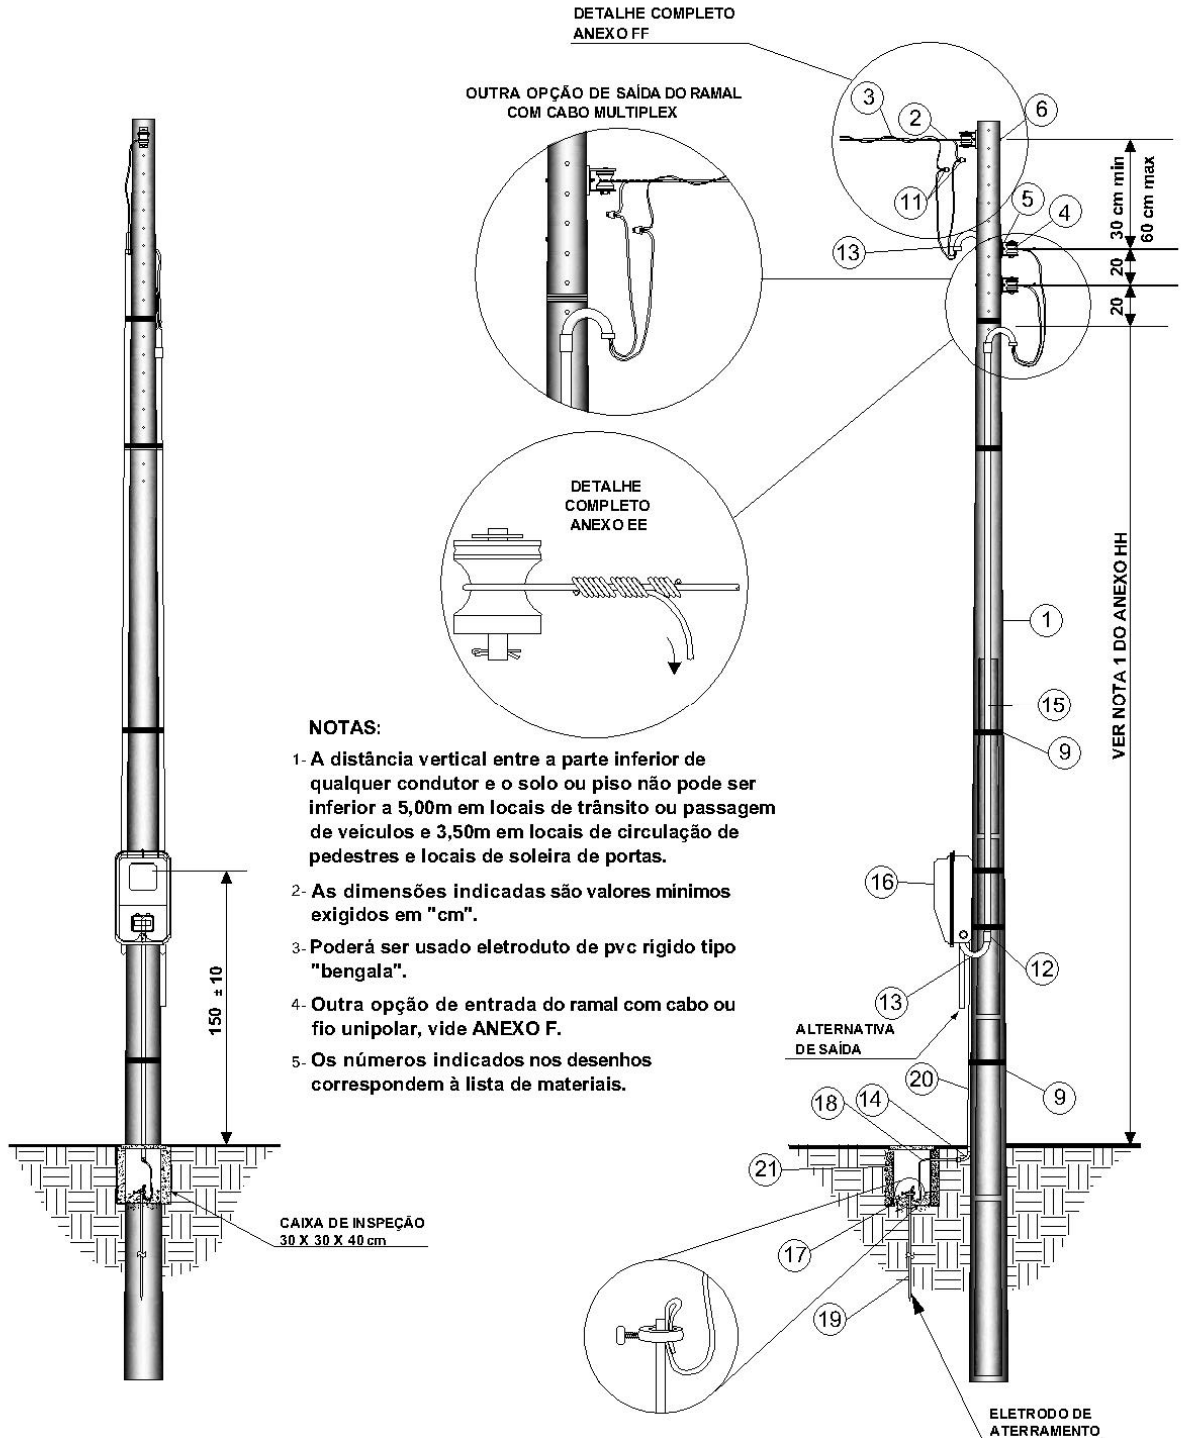 DETALHE COMPLETO
ANEXO FF
OUTRA OPÇÃO DE SAÍDA DO RAMAL
COM CABO MULTIPLEX
3
2
6
11
5
4
13
30 cm min
60 cm max
20
20
DETALHE
COMPLETO
ANEXO EE
VER NOTA 1 DO ANEXO HH
1
15
9
NOTAS:
1- A distância vertical entre a parte inferior de
qualquer condutor e o solo ou piso não pode ser
inferior a 5,00m em locais de trânsito ou passagem
de veículos e 3,50m em locais de circulação de
pedestres e locais de soleira de portas.
2- As dimensões indicadas são valores mínimos
exigidos em "cm".
3- Poderá ser usado eletroduto de pvc rígido tipo
"bengala".
4- Outra opção de entrada do ramal com cabo ou
fio unipolar, vide ANEXO F.
5- Os números indicados nos desenhos
correspondem à lista de materiais.
150 ± 10
16
12
13
ALTERNATIVA
DE SAÍDA
20
9
14
18
21
17
19
CAIXA DE INSPEÇÃO
30 X 30 X 40 cm
ELETRODO DE
ATERRAMENTO